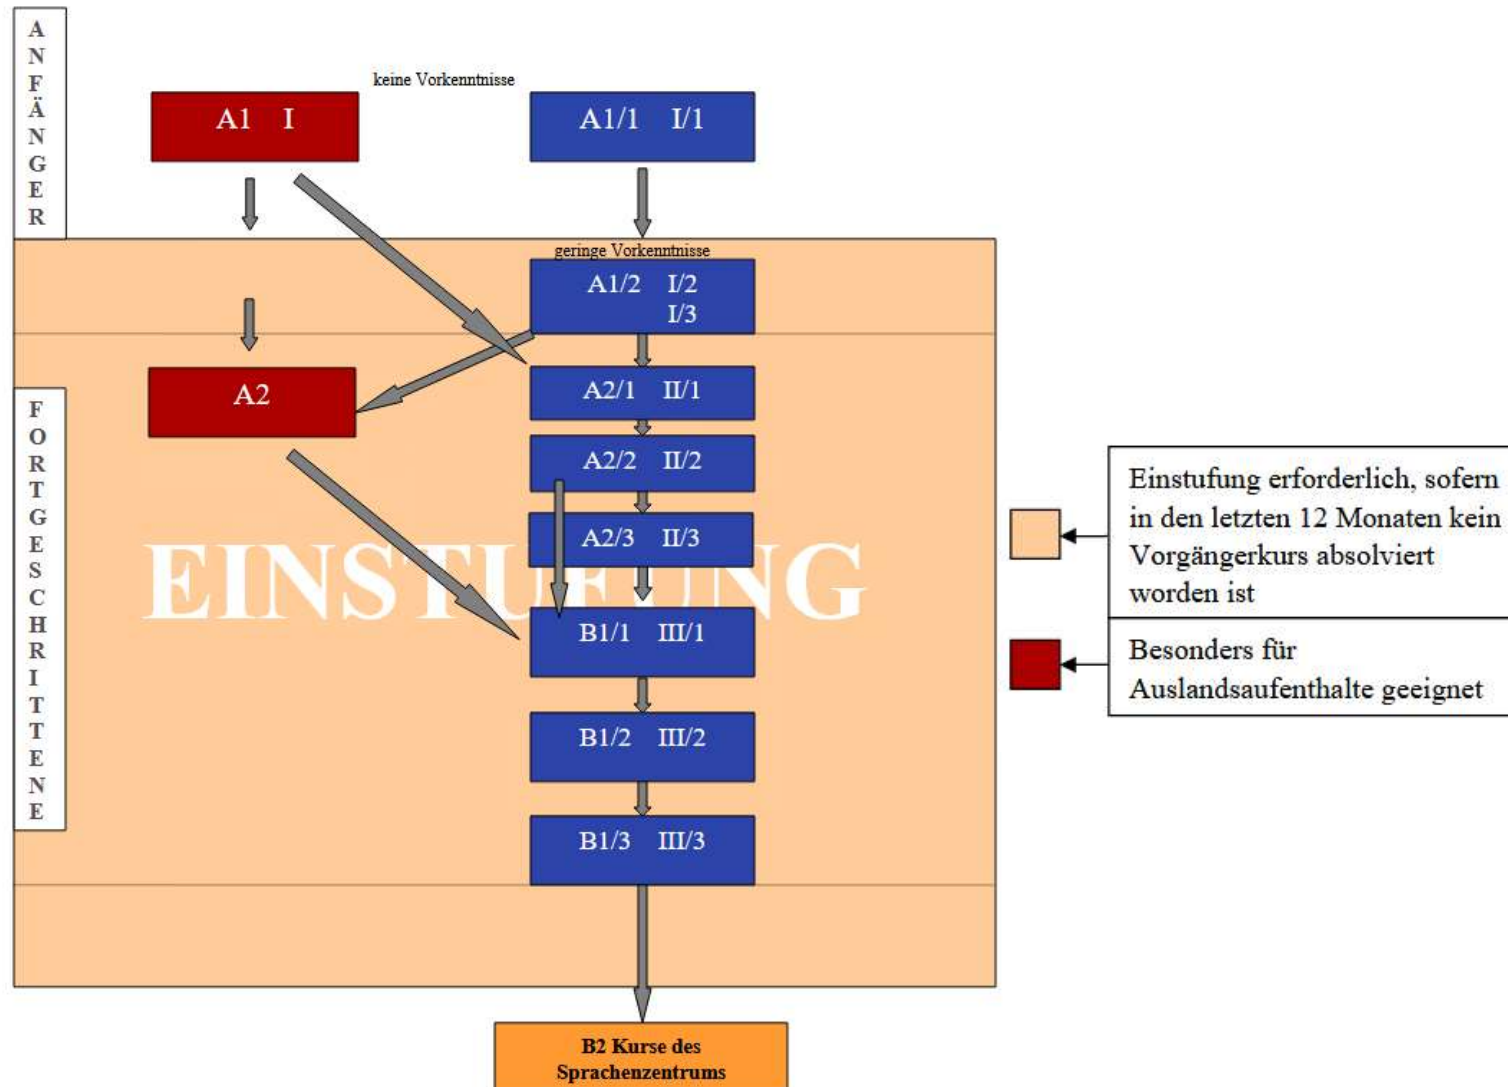 ANFÄNGER
keine Vorkenntnisse
A1 I
A1/1 I/1
geringe Vorkenntnisse
A1/2 I/2
I/3
A2
A2/1 II/1
FORTGESCHRITTENE
A2/2 II/2
A2/3 II/3
EINSTUFUNG
B1/1 III/1
B1/2 III/2
B1/3 III/3
Einstufung erforderlich, sofern
in den letzten 12 Monaten kein
Vorgängerkurs absolviert
worden ist
Besonders für
Auslandsaufenthalte geeignet
B2 Kurse des
Sprachenzentrums